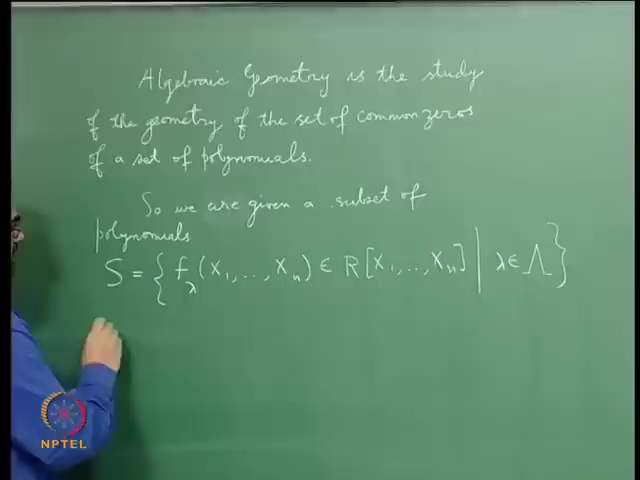 Algebraic Geometry is the study
of the geometry of the set of common zeros
of a set of polynomials.
So we are given a subset of
polynomials
S = { f_λ (X_1, .., X_n) ∈ R[X_1, .., X_n] | λ ∈ Λ }
NPTEL